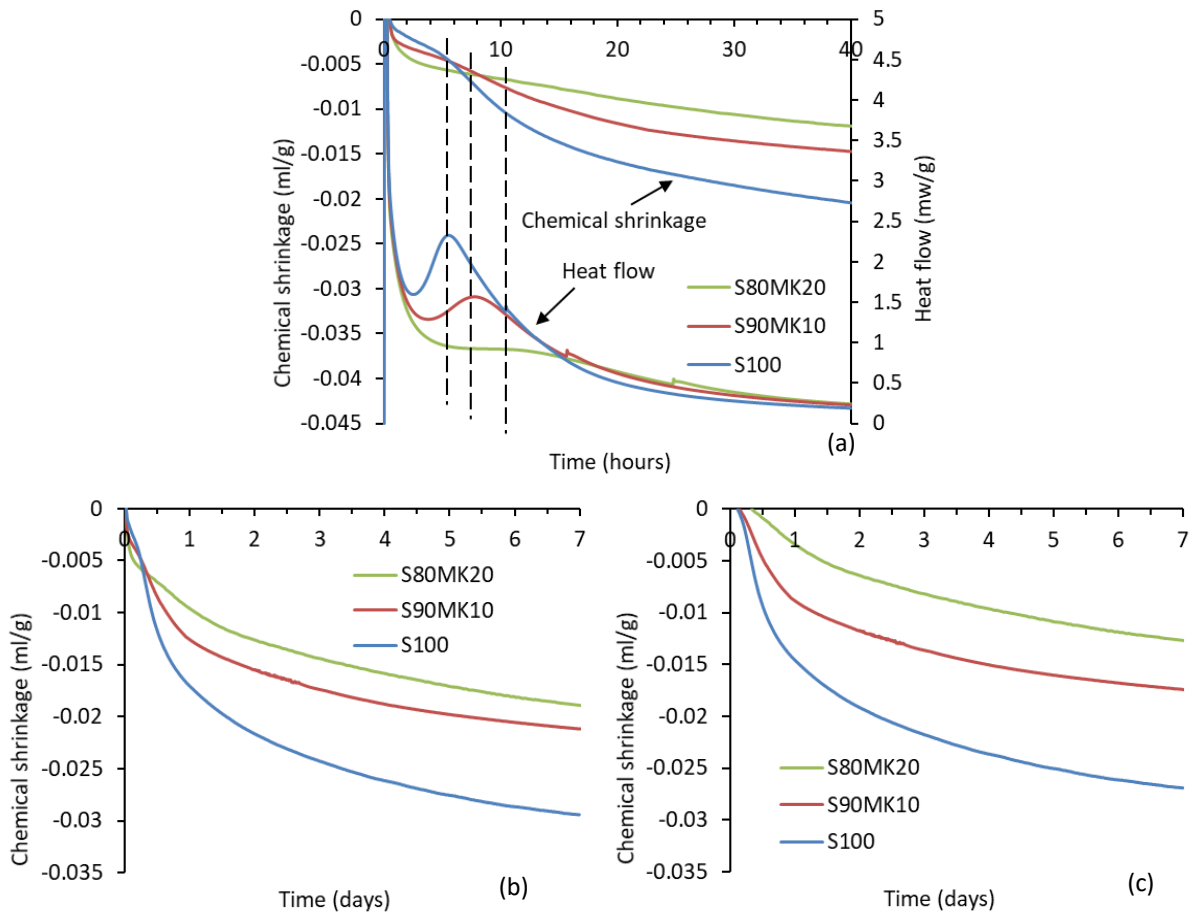 0
-0.005
-0.01
-0.015
-0.02
-0.025
-0.03
-0.035
-0.04
-0.045
Chemical shrinkage (ml/g)
0
10
20
30
40
Time (hours)
5
4.5
4
3.5
3
2.5
2
1.5
1
0.5
0
Heat flow (mw/g)
Chemical shrinkage
Heat flow
S80MK20
S90MK10
S100
(a)
0
-0.005
-0.01
-0.015
-0.02
-0.025
-0.03
-0.035
Chemical shrinkage (ml/g)
0
1
2
3
4
5
6
7
S80MK20
S90MK10
S100
Time (days)
(b)
0
-0.005
-0.01
-0.015
-0.02
-0.025
-0.03
-0.035
Chemical shrinkage (ml/g)
0
1
2
3
4
5
6
7
S80MK20
S90MK10
S100
Time (days)
(c)